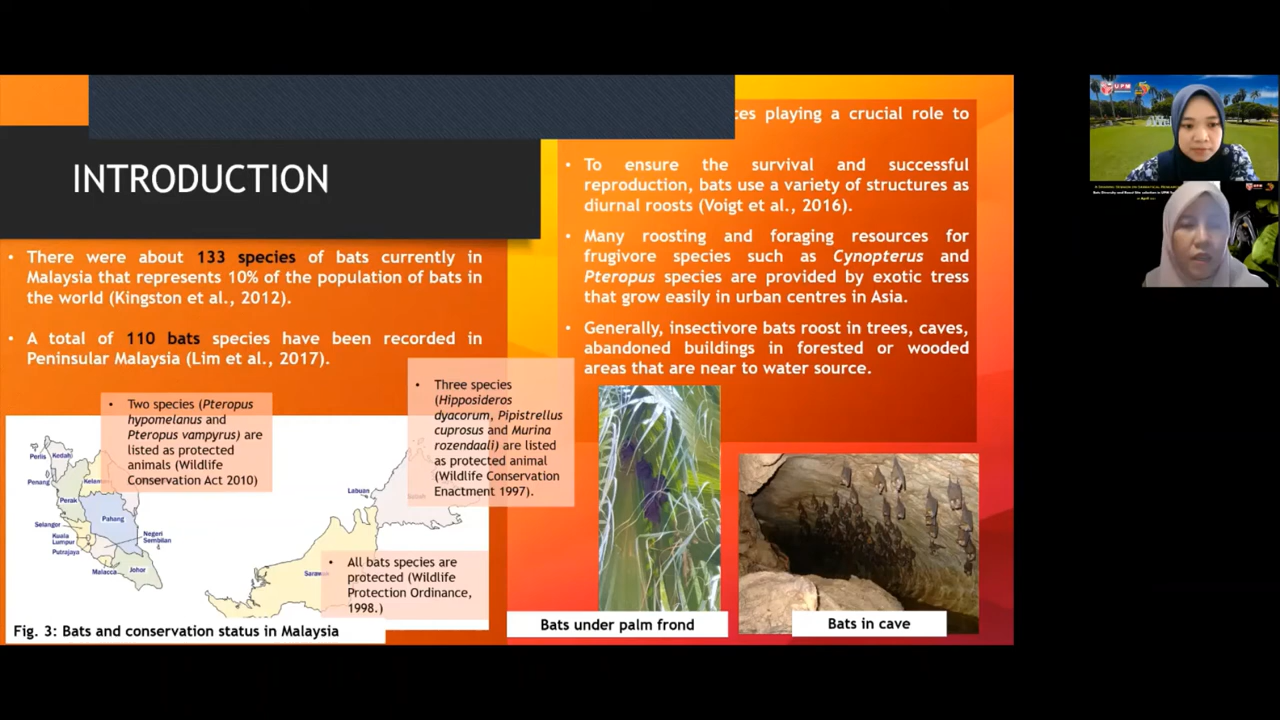 INTRODUCTION
• There were about 133 species of bats currently in
Malaysia that represents 10% of the population of bats
in the world (Kingston et al., 2012).
• A total of 110 bats species have been recorded in
Peninsular Malaysia (Lim et al., 2017).
• Two species (Pteropus
hypomelanus and
Pteropus vampyrus) are
listed as protected
animals (Wildlife
Conservation Act 2010)
• Three species
(Hipposideros
dyacorum, Pipistrellus
cuprosus and Murina
rozendaali) are listed
as protected animal
(Wildlife Conservation
Enactment 1997).
• All bats species are
protected (Wildlife
Protection Ordinance,
1998.)
Perlis
Kedah
Penang
Perak
Pahang
Selangor
Kuala
Lumpur
Putrajaya
Negeri
Sembilan
Malacca
Johor
Labuan
Fig. 3: Bats and conservation status in Malaysia
playing a crucial role to
• To ensure the survival and successful
reproduction, bats use a variety of structures as
diurnal roosts (Voigt et al., 2016).
• Many roosting and foraging resources for
frugivore species such as Cynopterus and
Pteropus species are provided by exotic tress
that grow easily in urban centres in Asia.
• Generally, insectivore bats roost in trees, caves,
abandoned buildings in forested or wooded
areas that are near to water source.
Bats under palm frond
Bats in cave
UPM